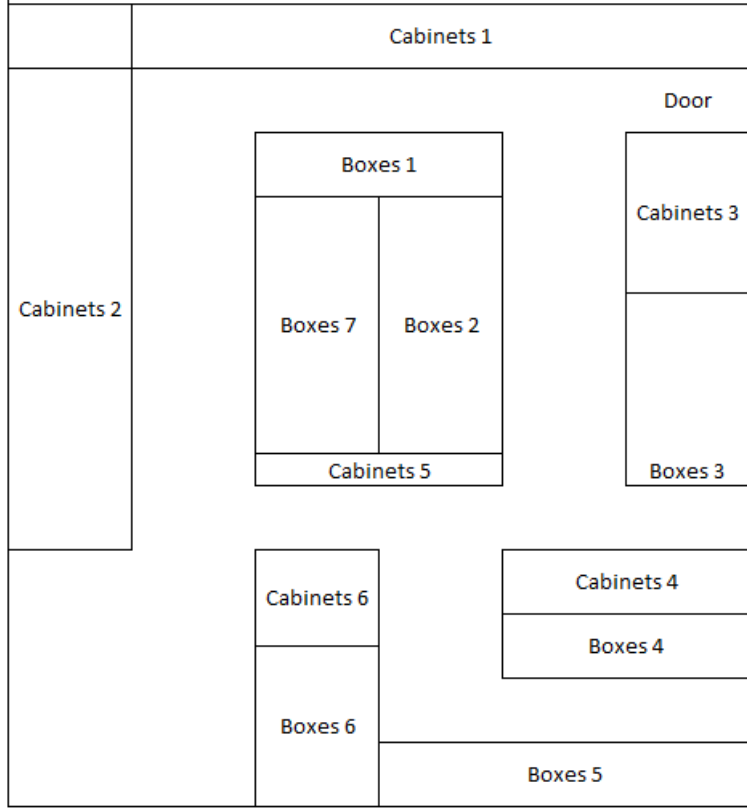 Cabinets 1
Door
Boxes 1
Cabinets 3
Cabinets 2
Boxes 7
Boxes 2
Cabinets 5
Boxes 3
Cabinets 4
Cabinets 6
Boxes 4
Boxes 6
Boxes 5